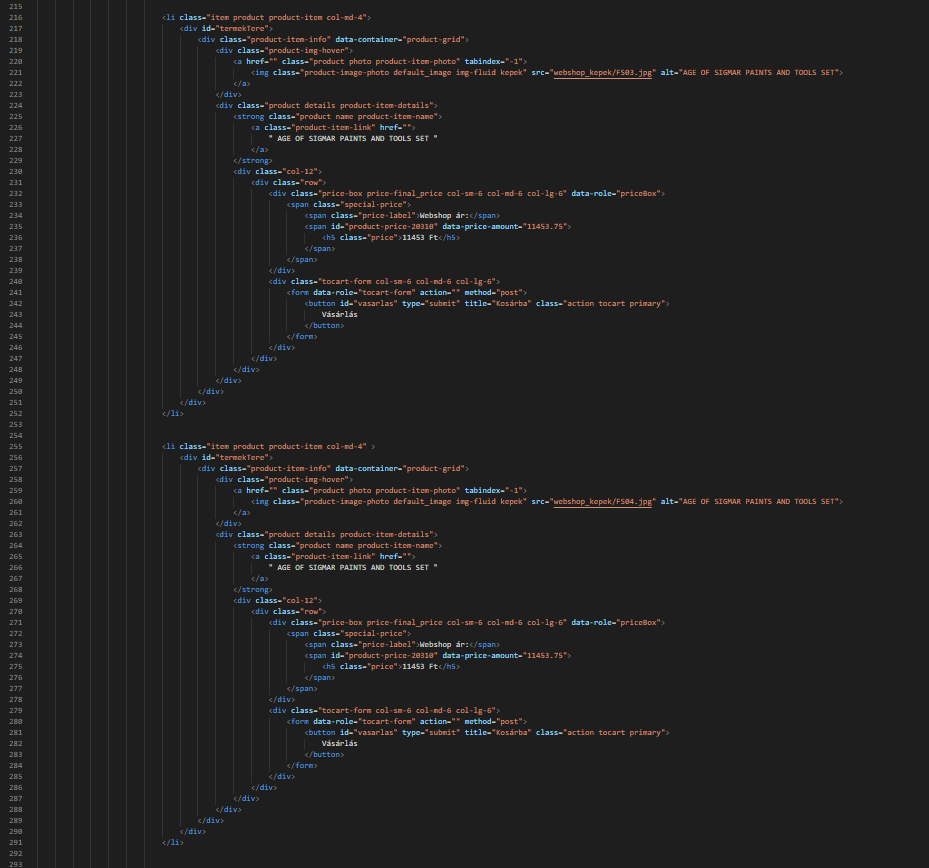 215
216 <li class="item product product-item col-md-4">
217 <div id="termekTere">
218 <div class="product-item-info" data-container="product-grid">
219 <div class="product-img-hover">
220 <a href="" class="product photo product-item-photo" tabindex="-1">
221 <img class="product-image-photo default_image img-fluid kepek" src="webshop_kepek/FS03.jpg" alt="AGE OF SIGMAR PAINTS AND TOOLS SET">
222 </a>
223 </div>
224 <div class="product details product-item-details">
225 <strong class="product name product-item-name">
226 <a class="product-item-link" href="">
227 " AGE OF SIGMAR PAINTS AND TOOLS SET "
228 </a>
229 </strong>
230 <div class="col-12">
231 <div class="row">
232 <div class="price-box price-final_price col-sm-6 col-md-6 col-lg-6" data-role="priceBox">
233 <span class="special-price">
234 <span class="price-label">Webshop ár:</span>
235 <span id="product-price-20310" data-price-amount="11453.75">
236 <h5 class="price">11453 Ft</h5>
237 </span>
238 </span>
239 </div>
240 <div class="tocart-form col-sm-6 col-md-6 col-lg-6">
241 <form data-role="tocart-form" action="" method="post">
242 <button id="vasarlas" type="submit" title="Kosárba" class="action tocart primary">
243 Vásárlás
244 </button>
245 </form>
246 </div>
247 </div>
248 </div>
249 </div>
250 </div>
251 </div>
252 </li>
253
254
255 <li class="item product product-item col-md-4" >
256 <div id="termekTere">
257 <div class="product-item-info" data-container="product-grid">
258 <div class="product-img-hover">
259 <a href="" class="product photo product-item-photo" tabindex="-1">
260 <img class="product-image-photo default_image img-fluid kepek" src="webshop_kepek/FS04.jpg" alt="AGE OF SIGMAR PAINTS AND TOOLS SET">
261 </a>
262 </div>
263 <div class="product details product-item-details">
264 <strong class="product name product-item-name">
265 <a class="product-item-link" href="">
266 " AGE OF SIGMAR PAINTS AND TOOLS SET "
267 </a>
268 </strong>
269 <div class="col-12">
270 <div class="row">
271 <div class="price-box price-final_price col-sm-6 col-md-6 col-lg-6" data-role="priceBox">
272 <span class="special-price">
273 <span class="price-label">Webshop ár:</span>
274 <span id="product-price-20310" data-price-amount="11453.75">
275 <h5 class="price">11453 Ft</h5>
276 </span>
277 </span>
278 </div>
279 <div class="tocart-form col-sm-6 col-md-6 col-lg-6">
280 <form data-role="tocart-form" action="" method="post">
281 <button id="vasarlas" type="submit" title="Kosárba" class="action tocart primary">
282 Vásárlás
283 </button>
284 </form>
285 </div>
286 </div>
287 </div>
288 </div>
289 </div>
290 </div>
291 </li>
292
293